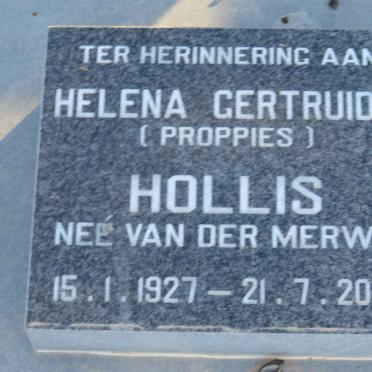 TER HERINNERING AAN
HELENA GERTRUID
( PROPPIES )
HOLLIS
NEÉ VAN DER MERW
15.1.1927 – 21.7.20